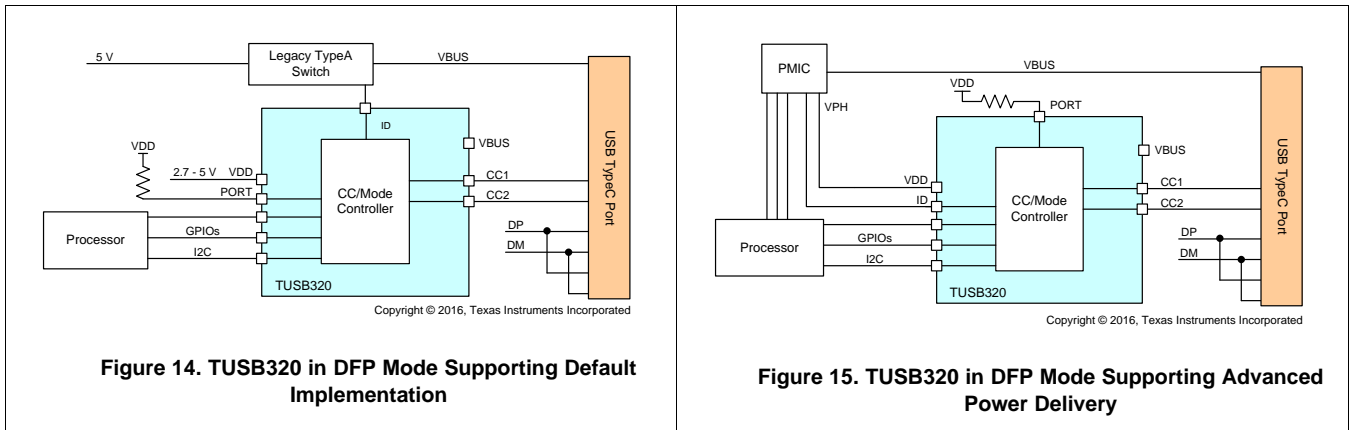 5 V
Legacy TypeA
Switch
VBUS
ID
VBUS
VDD
2.7 - 5 V
VDD
PORT
CC1
CC2
CC/Mode
Controller
Processor
GPIOs
I2C
DP
DM
TUSB320
USB TypeC Port
Copyright © 2016, Texas Instruments Incorporated
Figure 14. TUSB320 in DFP Mode Supporting Default
Implementation
PMIC
VBUS
VDD
VPH
PORT
VBUS
VDD
ID
CC1
CC2
CC/Mode
Controller
Processor
GPIOs
I2C
DP
DM
TUSB320
USB TypeC Port
Copyright © 2016, Texas Instruments Incorporated
Figure 15. TUSB320 in DFP Mode Supporting Advanced
Power Delivery